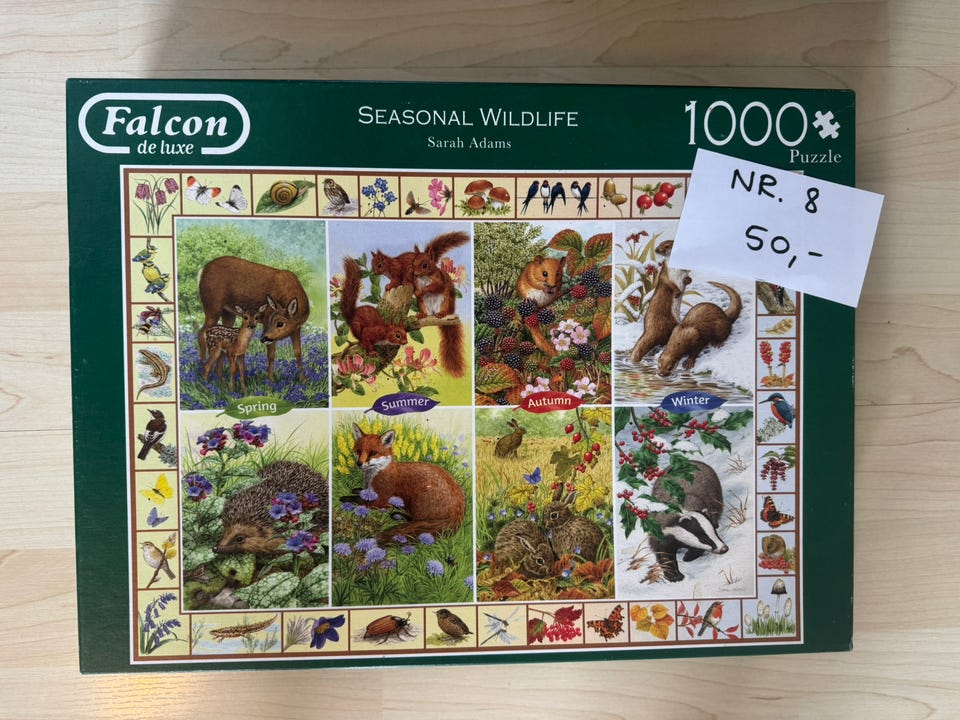 Falcon
de luxe
SEASONAL WILDLIFE
Sarah Adams
1000
Puzzle
NR. 8
50,-
Spring
Summer
Autumn
Winter